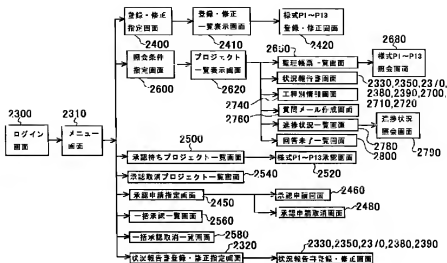 2300
ログイン
画面
2310
メニュー
画面
登録・修正
指定画面
2400
登録・修正
一覧表示画面
2410
様式P1~P13
登録・修正画面
2420
照会条件
指定画面
2600
プロジェクト
一覧表示画面
2620
2650
監理帳票一覧画面
2680
様式P1~P13
照会画面
状況報告書画面
2330,2350,2370,
2380,2390,2700,
2710,2720
工種別情報画面
2740
質問メール作成画面
2760
進捗状況一覧画面
2780
進捗状況
照会画面
2790
回答未了一覧画面
2800
2500
承認待ちプロジェクト一覧画面
様式P1~P13承認画面
2520
承認取消プロジェクト一覧画面
2540
承認申請指定画面
2450
承認申請画面
2460
承認申請取消画面
2480
一括承認一覧画面
2560
一括承認取消一覧画面
2580
2320
状況報告書登録・修正指定画面
2330,2350,2370,2380,2390
状況報告書登録・修正画面